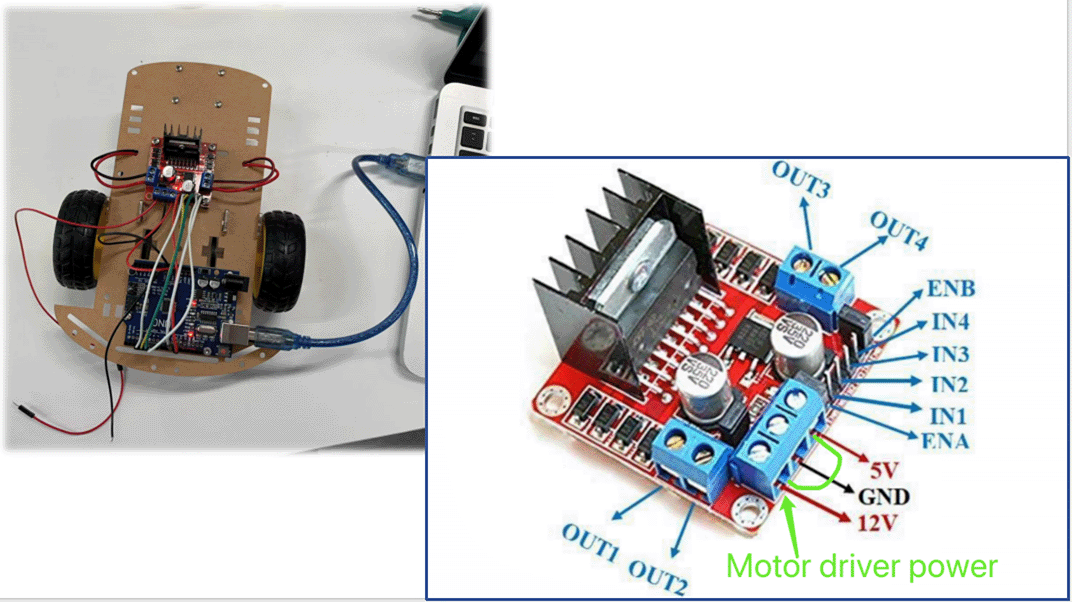 OUT3
OUT4
ENB
IN4
IN3
IN2
IN1
ENA
5V
GND
12V
OUT1 OUT2
Motor driver power